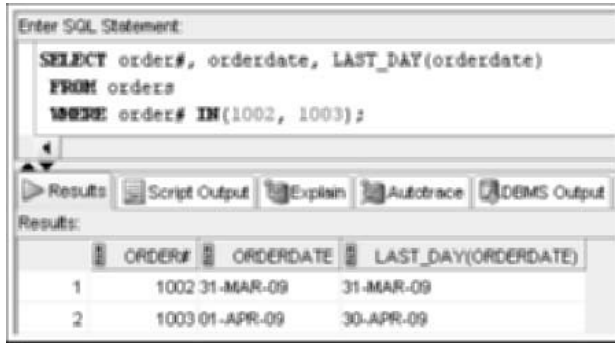 Enter SQL Statement:
SELECT order#, orderdate, LAST_DAY(orderdate)
FROM orders
WHERE order# IN(1002, 1003);
Results Script Output Explain Autotrace DBMS Output
Results:
ORDER# ORDERDATE LAST_DAY(ORDERDATE)
1 1002 31-MAR-09 31-MAR-09
2 1003 01-APR-09 30-APR-09